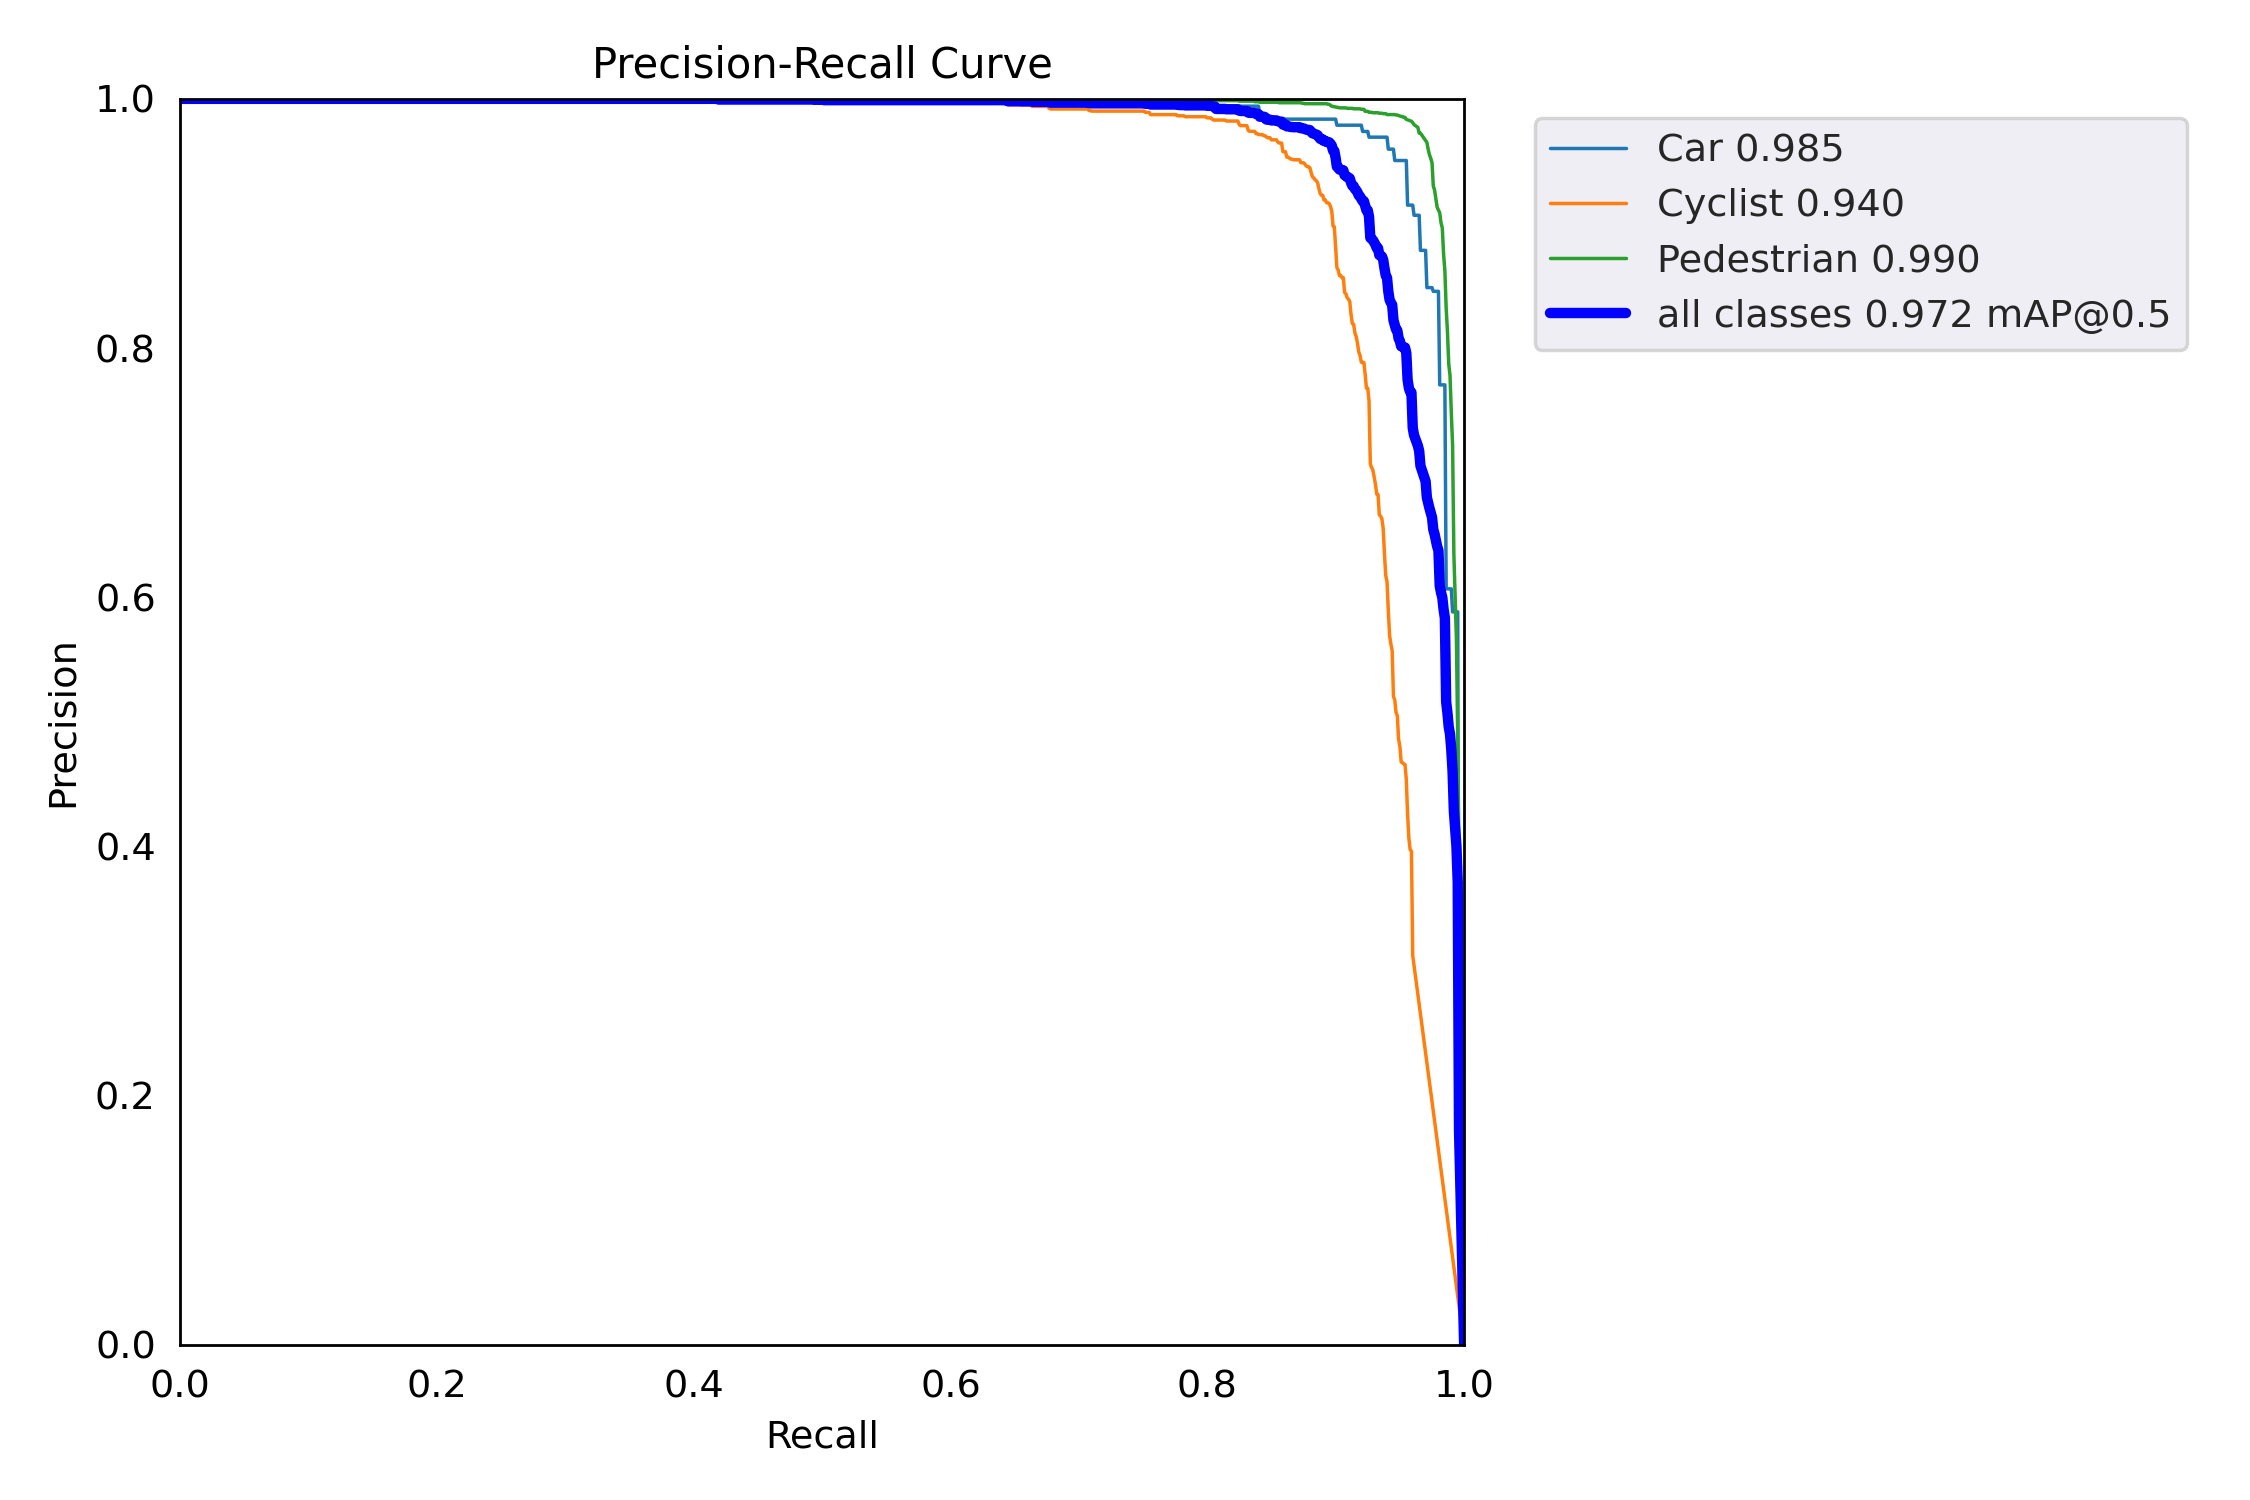 Precision-Recall Curve
1.0
0.8
0.6
0.4
0.2
0.0
Precision
0.0 0.2 0.4 0.6 0.8 1.0
Recall
Car 0.985
Cyclist 0.940
Pedestrian 0.990
all classes 0.972 mAP@0.5